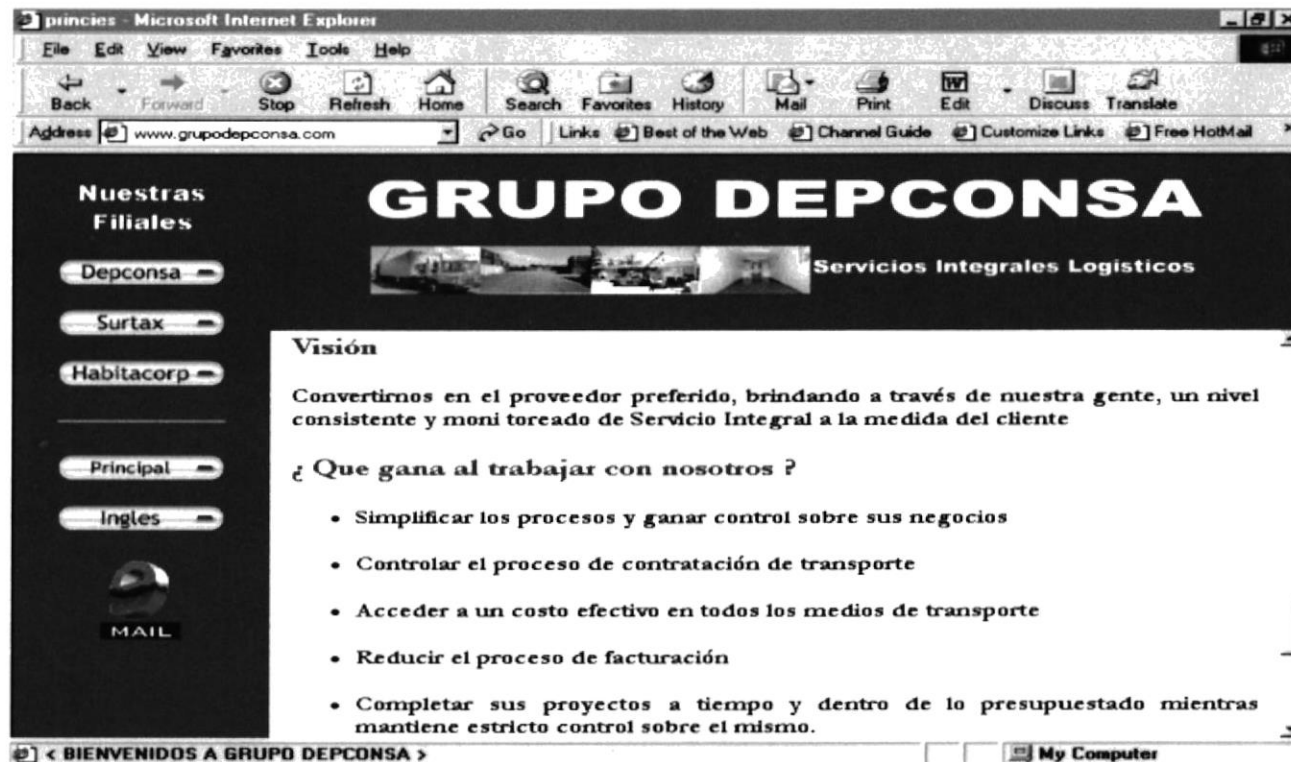 princies - Microsoft Internet Explorer
File Edit View Favorites Tools Help
Back Forward Stop Refresh Home Search Favorites History Mail Print Edit Discuss Translate
Address www.grupodepconsa.com Go Links Best of the Web Channel Guide Customize Links Free HotMail
Nuestras
Filiales
Depconsa
Surtax
Habitacorp
Principal
Ingles
MAIL
GRUPO DEPCONSA
Servicios Integrales Logisticos
Visión
Convertirnos en el proveedor preferido, brindando a través de nuestra gente, un nivel
consistente y moni toreado de Servicio Integral a la medida del cliente
¿ Que gana al trabajar con nosotros ?
• Simplificar los procesos y ganar control sobre sus negocios
• Controlar el proceso de contratación de transporte
• Acceder a un costo efectivo en todos los medios de transporte
• Reducir el proceso de facturación
• Completar sus proyectos a tiempo y dentro de lo presupuestado mientras
mantiene estricto control sobre el mismo.
< BIENVENIDOS A GRUPO DEPCONSA > My Computer